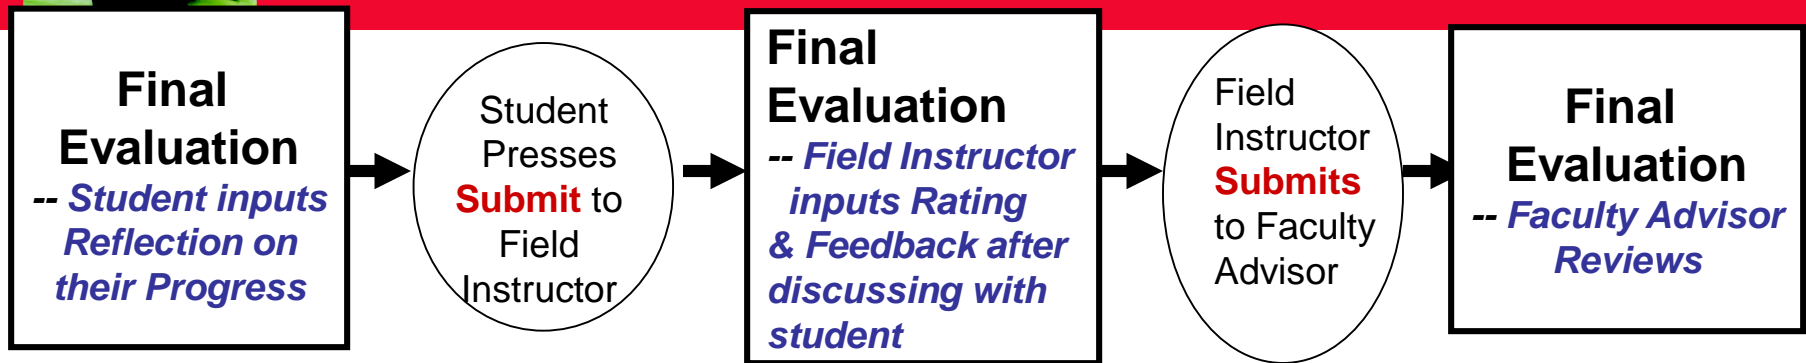 Final
Evaluation
-- Student inputs
Reflection on
their Progress
Student
Presses
Submit to
Field
Instructor
Final
Evaluation
-- Field Instructor
inputs Rating
& Feedback after
discussing with
student
Field
Instructor
Submits
to Faculty
Advisor
Final
Evaluation
-- Faculty Advisor
Reviews